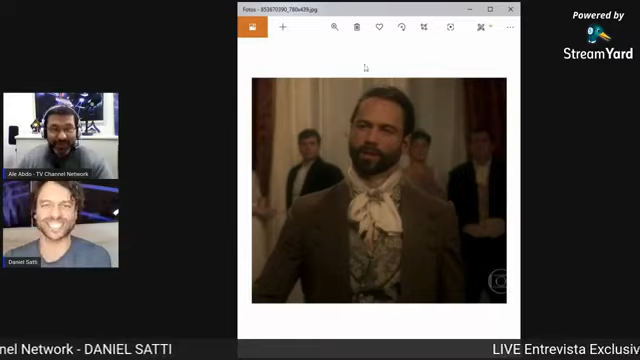 Fotos - 853670390_780x439.jpg
Powered by
StreamYard
Ale Abdo - TV Channel Network
Daniel Satti
nel Network - DANIEL SATTI
LIVE Entrevista Exclusiv